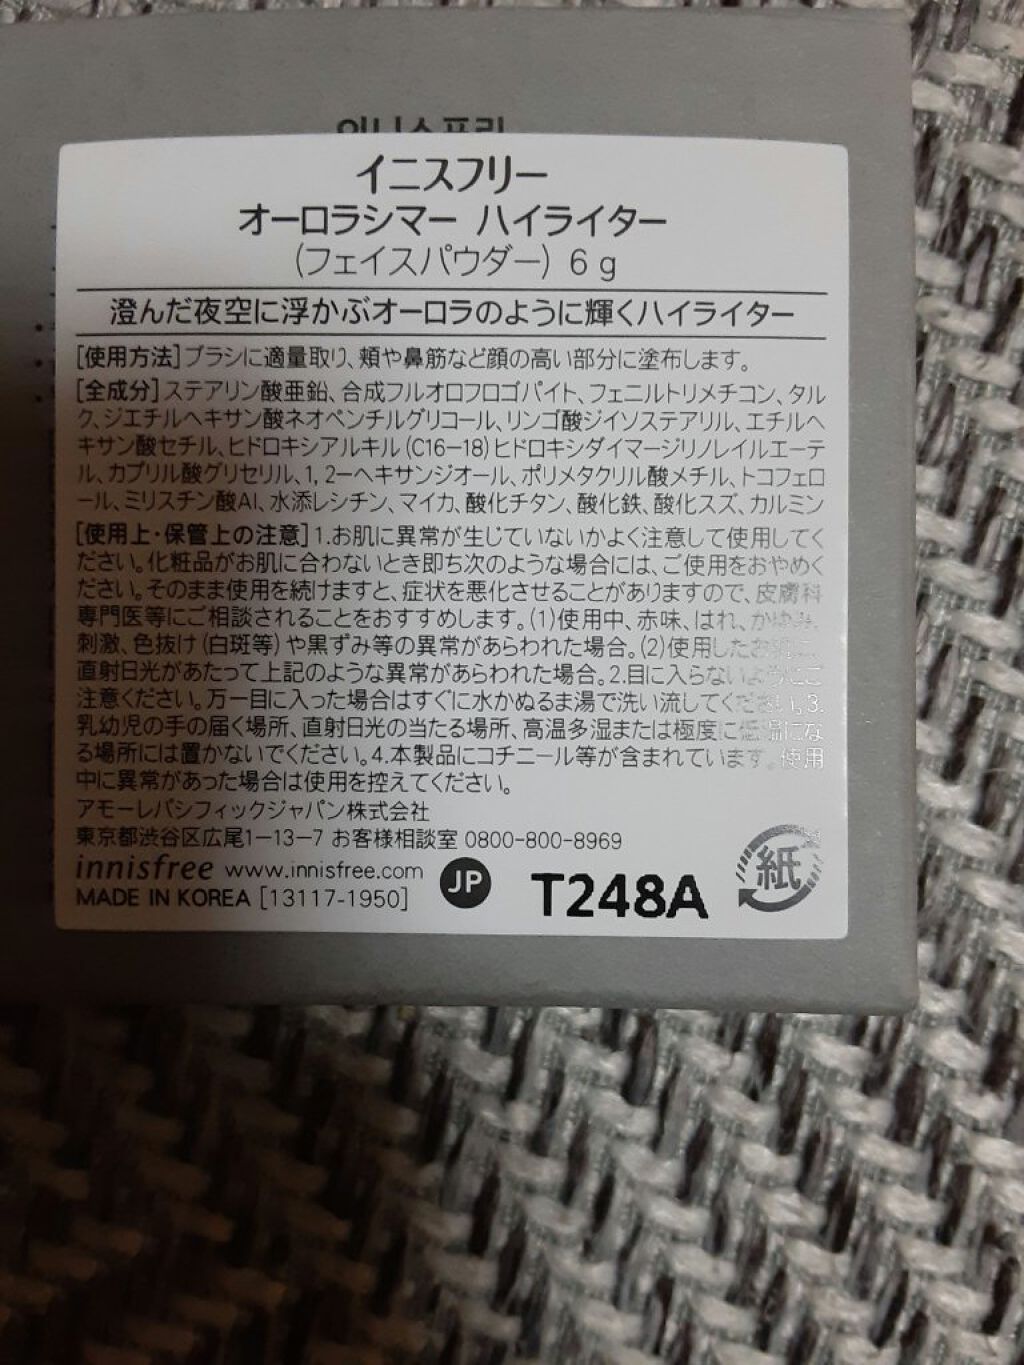 이니스프리
イニスフリー
オーロラシマー ハイライター
(フェイスパウダー) 6g
澄んだ夜空に浮かぶオーロラのように輝くハイライター
[使用方法]ブラシに適量取り、頬や鼻筋など顔の高い部分に塗布します。
[全成分]ステアリン酸亜鉛、合成フルオロフロゴパイト、フェニルトリメチコン、タル
ク、ジエチルヘキサン酸ネオペンチルグリコール、リンゴ酸ジイソステアリル、エチルヘ
キサン酸セチル、ヒドロキシアルキル(C16-18)ヒドロキシダイマージリノレイルエーテ
ル、カプリル酸グリセリル、1,2-ヘキサンジオール、ポリメタクリル酸メチル、トコフェロ
ール、ミリスチン酸Al、水添レシチン、マイカ、酸化チタン、酸化鉄、酸化スズ、カルミン
[使用上・保管上の注意]1.お肌に異常が生じていないかよく注意して使用してく
ださい。化粧品がお肌に合わないとき即ち次のような場合には、ご使用をおやめく
ださい。そのまま使用を続けますと、症状を悪化させることがありますので、皮膚科
専門医等にご相談されることをおすすめします。(1)使用中、赤味、はれ、かゆみ、
刺激、色抜け(白斑等)や黒ずみ等の異常があらわれた場合。(2)使用したお肌に、
直射日光があたって上記のような異常があらわれた場合。2.目に入らないようにご
注意ください。万一目に入った場合はすぐに水かぬるま湯で洗い流してください。3.
乳幼児の手の届く場所、直射日光の当たる場所、高温多湿または極度に低温にな
る場所には置かないでください。4.本製品にコチニール等が含まれています。使用
中に異常があった場合は使用を控えてください。
アモーレパシフィックジャパン株式会社
東京都渋谷区広尾1-13-7 お客様相談室 0800-800-8969
innisfree www.innisfree.com JP
MADE IN KOREA [13117-1950]
T248A
紙